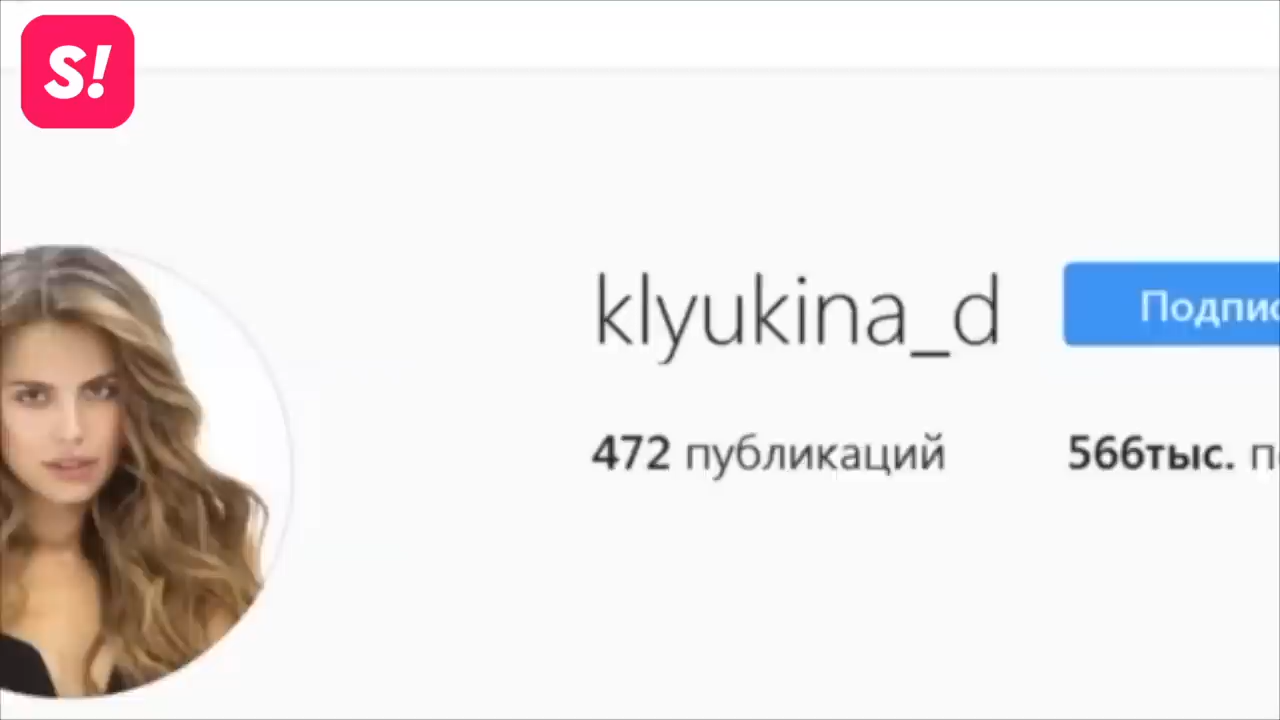 S!
klyukina_d
Подпис
472 публикаций
566тыс. п